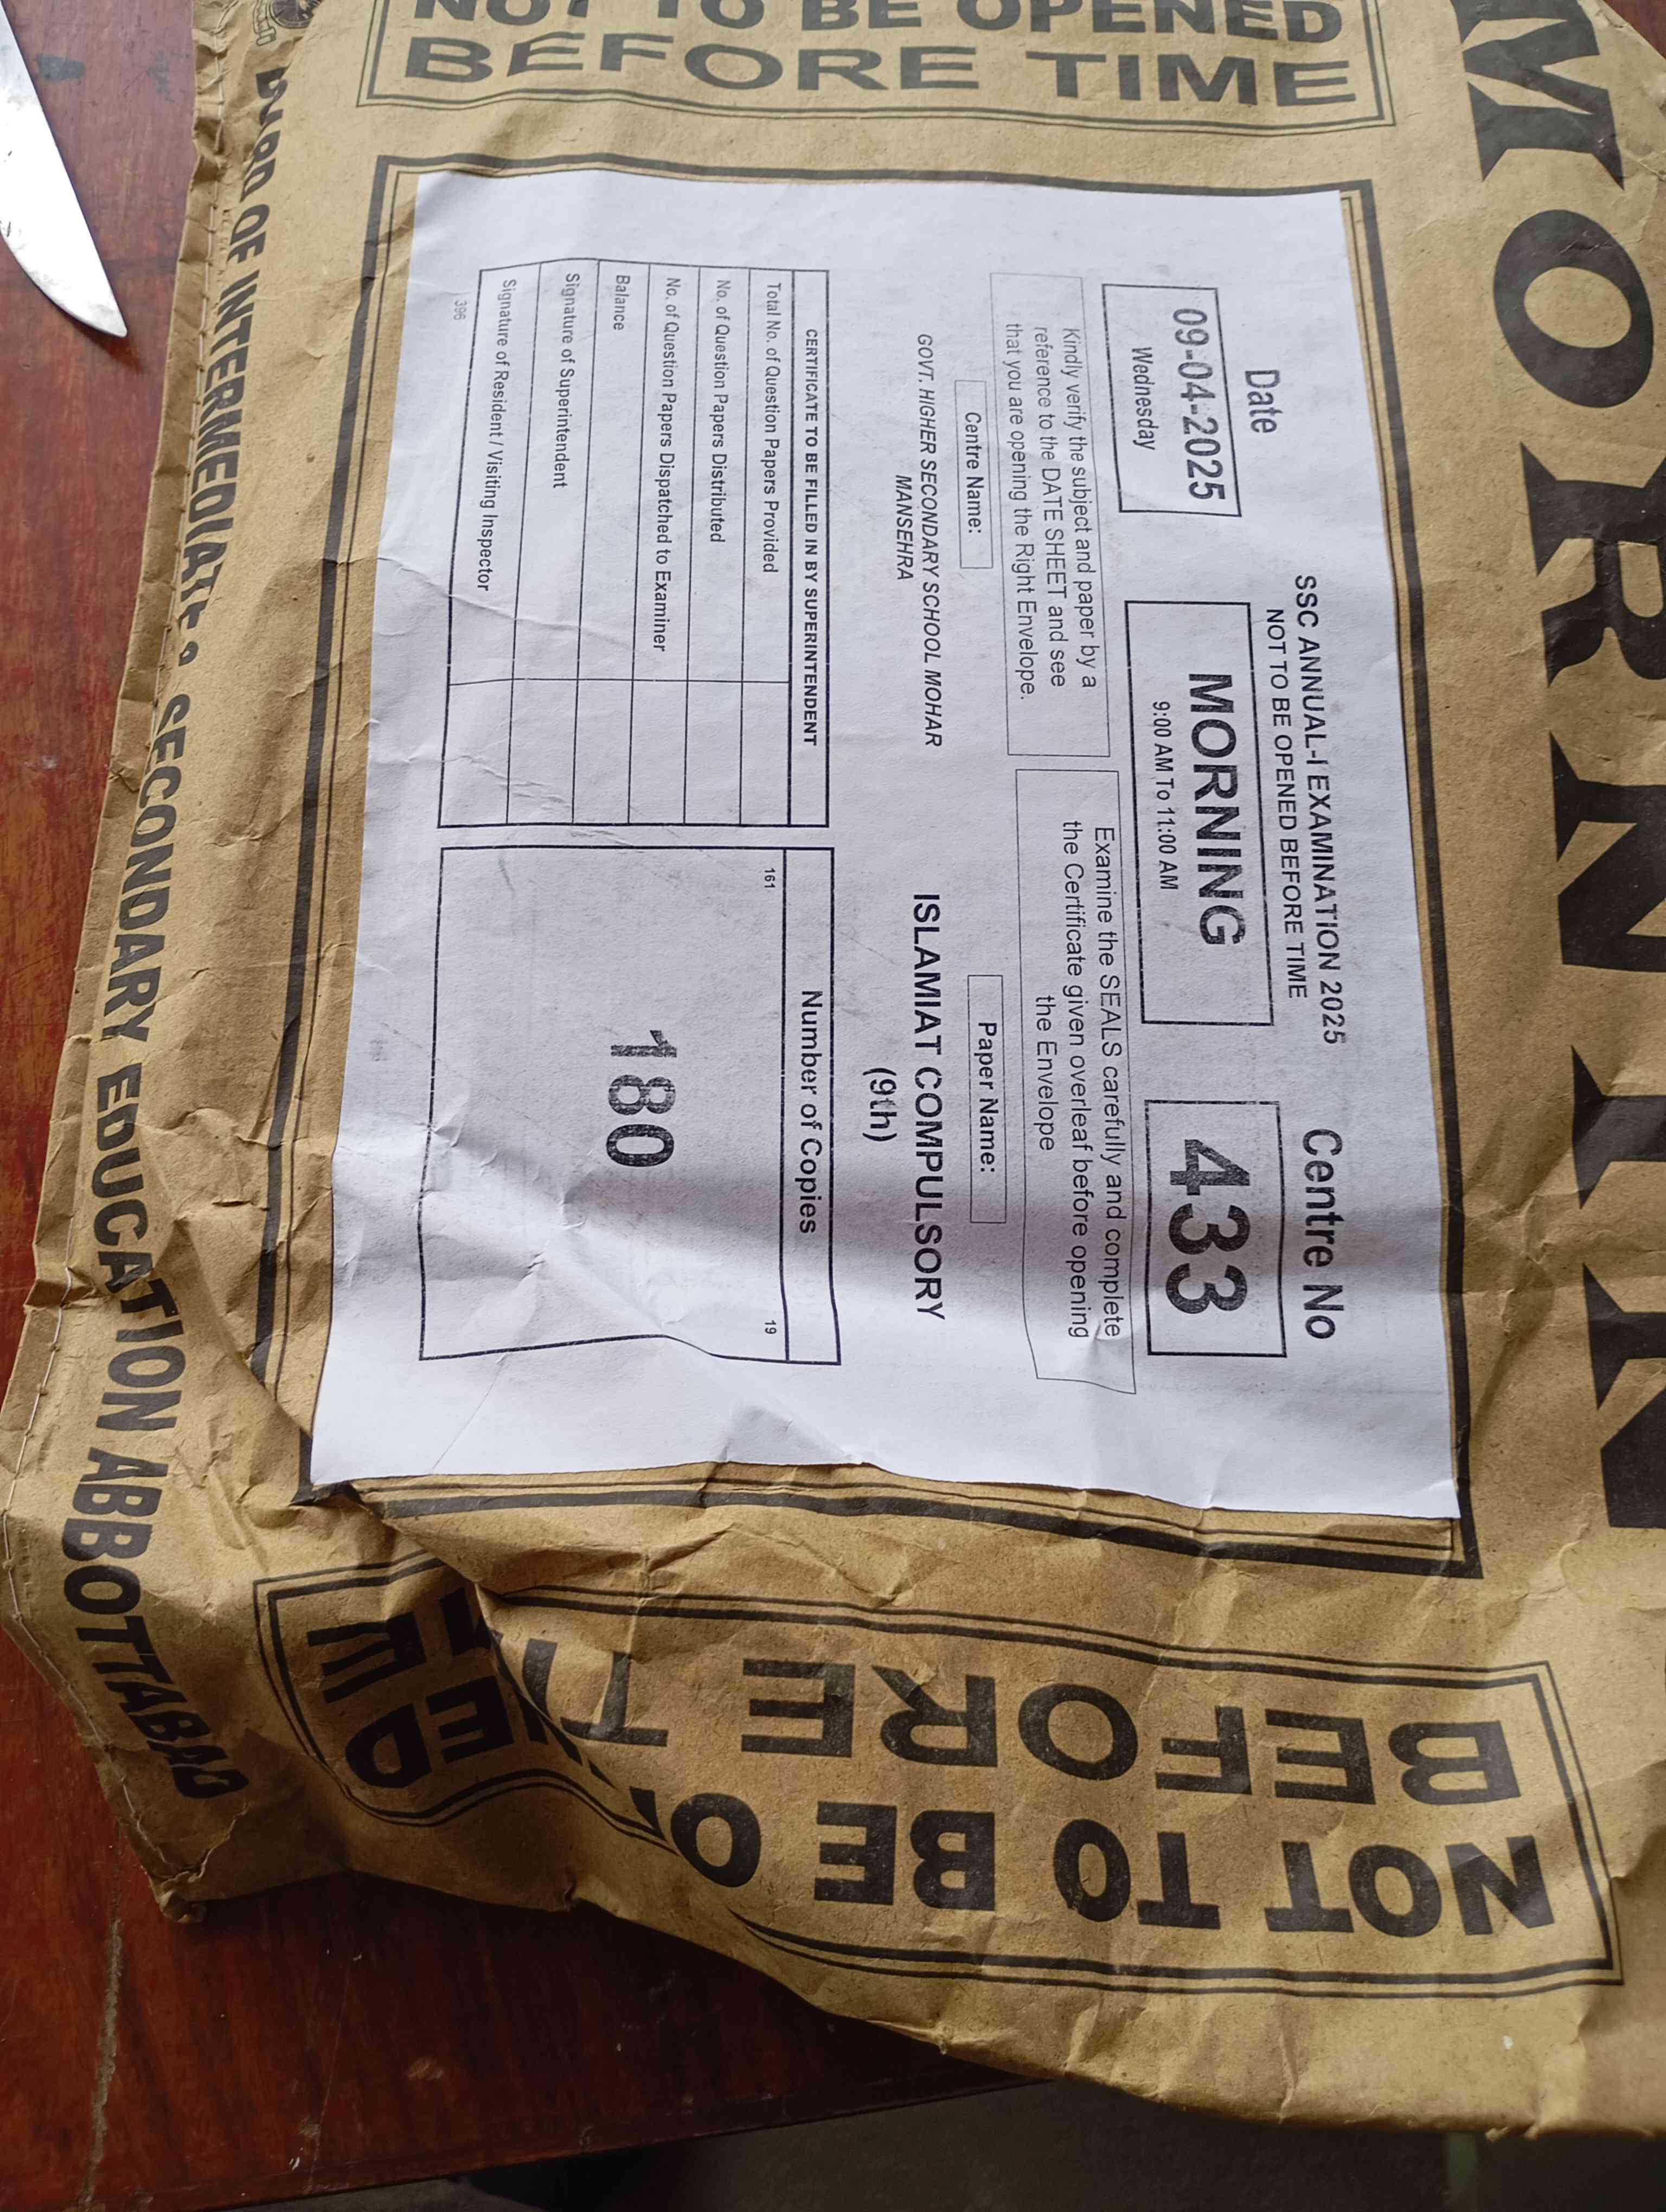 NOT TO BE OPENED
BEFORE TIME
MORNING
SSC ANNUAL-I EXAMINATION 2025
NOT TO BE OPENED BEFORE TIME
Date
09-04-2025
Wednesday
MORNING
9:00 AM To 11:00 AM
Centre No
433
Kindly verify the subject and paper by a
reference to the DATE SHEET and see
that you are opening the Right Envelope.
Examine the SEALS carefully and complete
the Certificate given overleaf before opening
the Envelope
Centre Name:
GOVT. HIGHER SECONDARY SCHOOL MOHAR
MANSEHRA
Paper Name:
ISLAMIAT COMPULSORY
(9th)
CERTIFICATE TO BE FILLED IN BY SUPERINTENDENT
Total No. of Question Papers Provided
No. of Question Papers Distributed
No. of Question Papers Dispatched to Examiner
Balance
Signature of Superintendent
Signature of Resident / Visiting Inspector
396
Number of Copies
161
19
180
BOARD OF INTERMEDIATE & SECONDARY EDUCATION ABBOTTABAD
NOT TO BE OPENED
BEFORE TIME